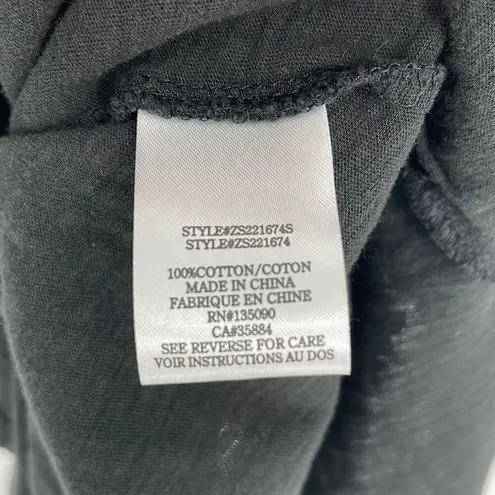 STYLE#ZS221674S
STYLE#ZS221674
100%COTTON/COTON
MADE IN CHINA
FABRIQUE EN CHINE
RN#135090
CA#35884
SEE REVERSE FOR CARE
VOIR INSTRUCTIONS AU DOS